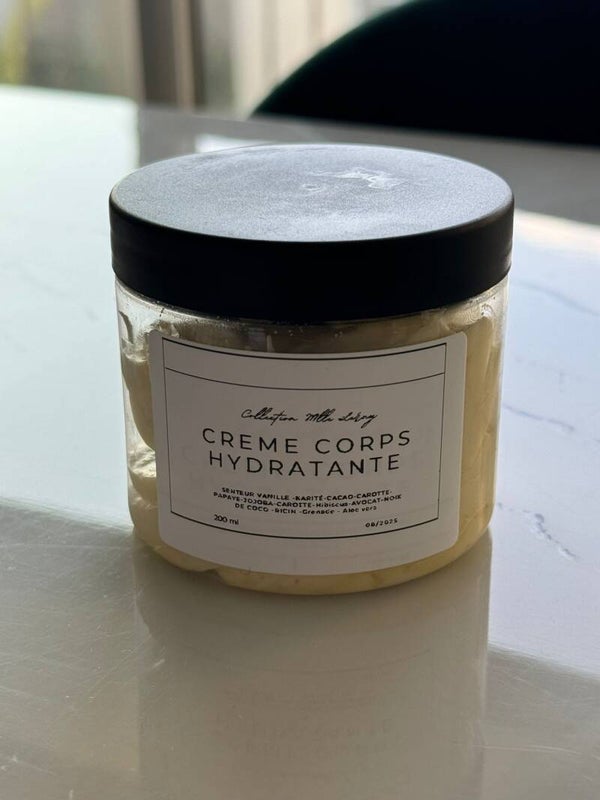 Collection Mlle
CREME CORPS
HYDRATANTE
SENTEUR VANILLE -KARITÉ-CACAO-CAROTTE-
PAPAYE-JOJOBA-CAROTTE-Hibiscus-AVOCAT-NOIX
DE COCO -RICIN -Grenade - Aloe vera
200 ml
08/2025